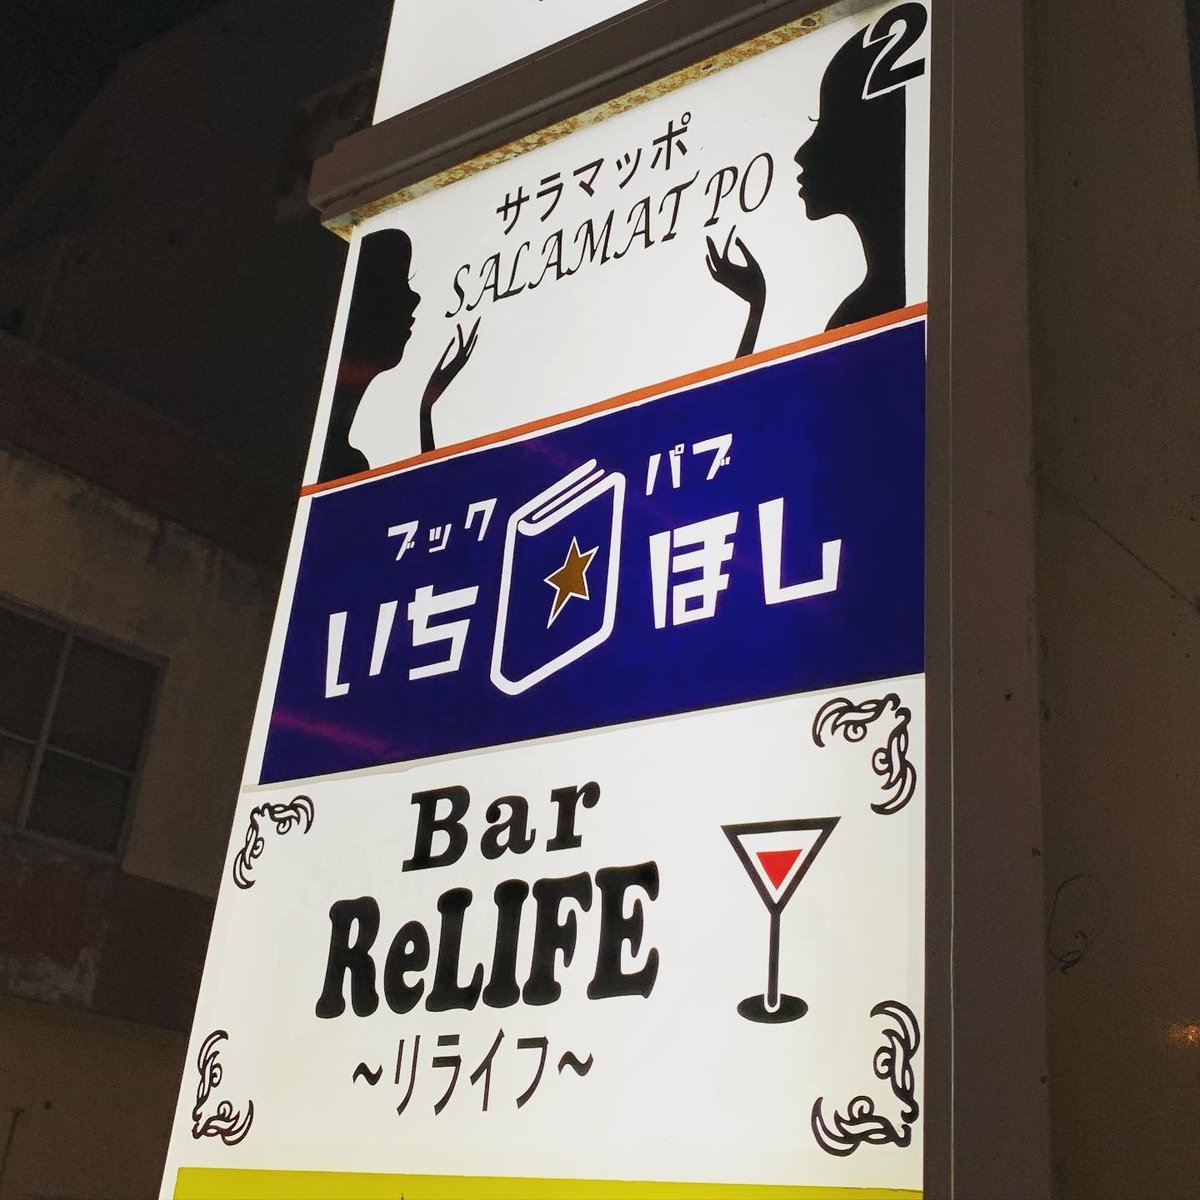 2
サラマッポ
SALAMAT PO
ブック パブ
いちほし
Bar
ReLIFE
~リライフ~